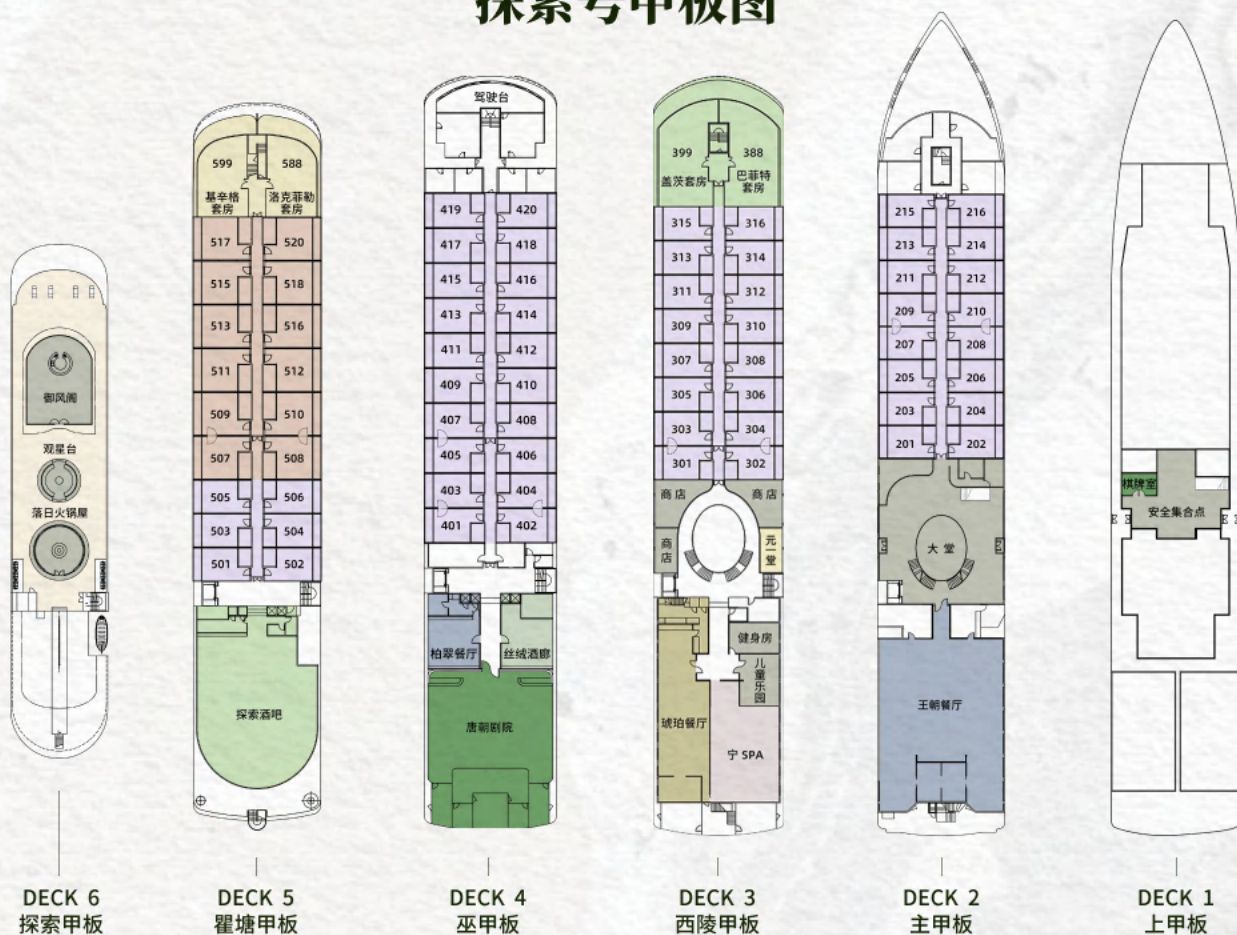 探索号甲板图
御风阁
观星台
落日火锅屋
DECK 6
探索甲板
599 588
基辛格 洛克菲勒
套房 套房
517 520
515 518
513 516
511 512
509 510
507 508
505 506
503 504
501 502
探索酒吧
DECK 5
瞿塘甲板
驾驶台
419 420
417 418
415 416
413 414
411 412
409 410
407 408
405 406
403 404
401 402
柏翠餐厅 丝绒酒廊
唐朝剧院
DECK 4
巫甲板
399 388
盖茨套房 巴菲特
套房
315 316
313 314
311 312
309 310
307 308
305 306
303 304
301 302
商店 商店
商店 元一堂
健身房
儿童乐园
琥珀餐厅
宁 SPA
DECK 3
西陵甲板
215 216
213 214
211 212
209 210
207 208
205 206
203 204
201 202
大堂
王朝餐厅
DECK 2
主甲板
棋牌室
安全集合点
DECK 1
上甲板